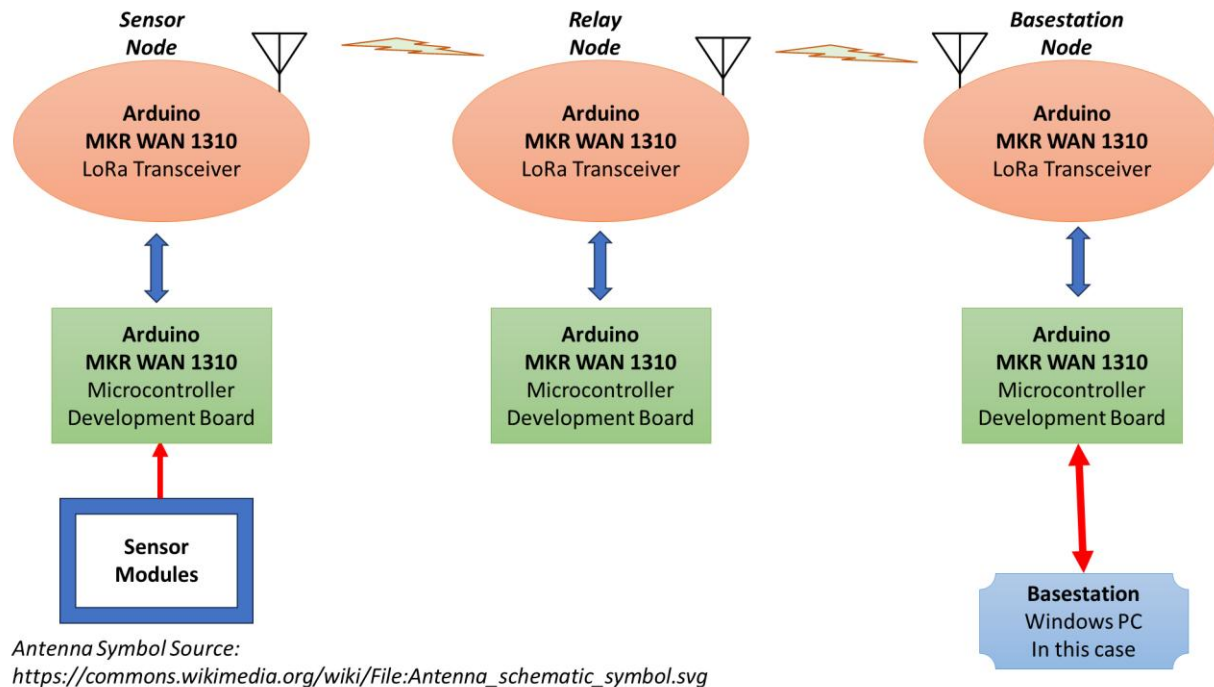 Sensor
Node
Relay
Node
Basestation
Node
Arduino
MKR WAN 1310
LoRa Transceiver
Arduino
MKR WAN 1310
LoRa Transceiver
Arduino
MKR WAN 1310
LoRa Transceiver
Arduino
MKR WAN 1310
Microcontroller
Development Board
Arduino
MKR WAN 1310
Microcontroller
Development Board
Arduino
MKR WAN 1310
Microcontroller
Development Board
Sensor
Modules
Basestation
Windows PC
In this case
Antenna Symbol Source:
https://commons.wikimedia.org/wiki/File:Antenna_schematic_symbol.svg